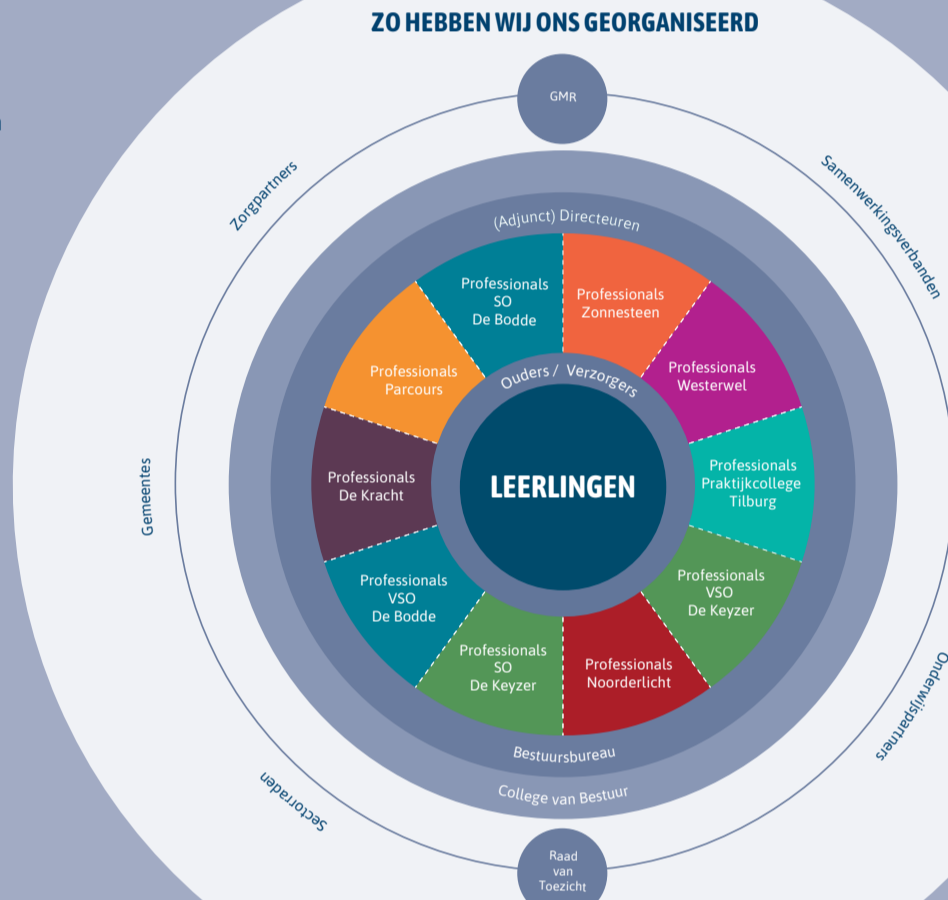 ZO HEBBEN WIJ ONS GEORGANISEERD
GMR
Zorgpartners
Samenwerkingsverbanden
(Adjunct) Directeuren
Professionals
SO
De Bodde
Professionals
Zonnesteen
Professionals
Parcours
Ouders / Verzorgers
Professionals
Westerwel
Professionals
De Kracht
LEERLINGEN
Professionals
Praktijkcollege
Tilburg
Gemeentes
Professionals
VSO
De Bodde
Professionals
VSO
De Keyzer
Professionals
SO
De Keyzer
Professionals
Noorderlicht
Onderwijspartners
Bestuursbureau
College van Bestuur
Sectorraden
Raad
van
Toezicht